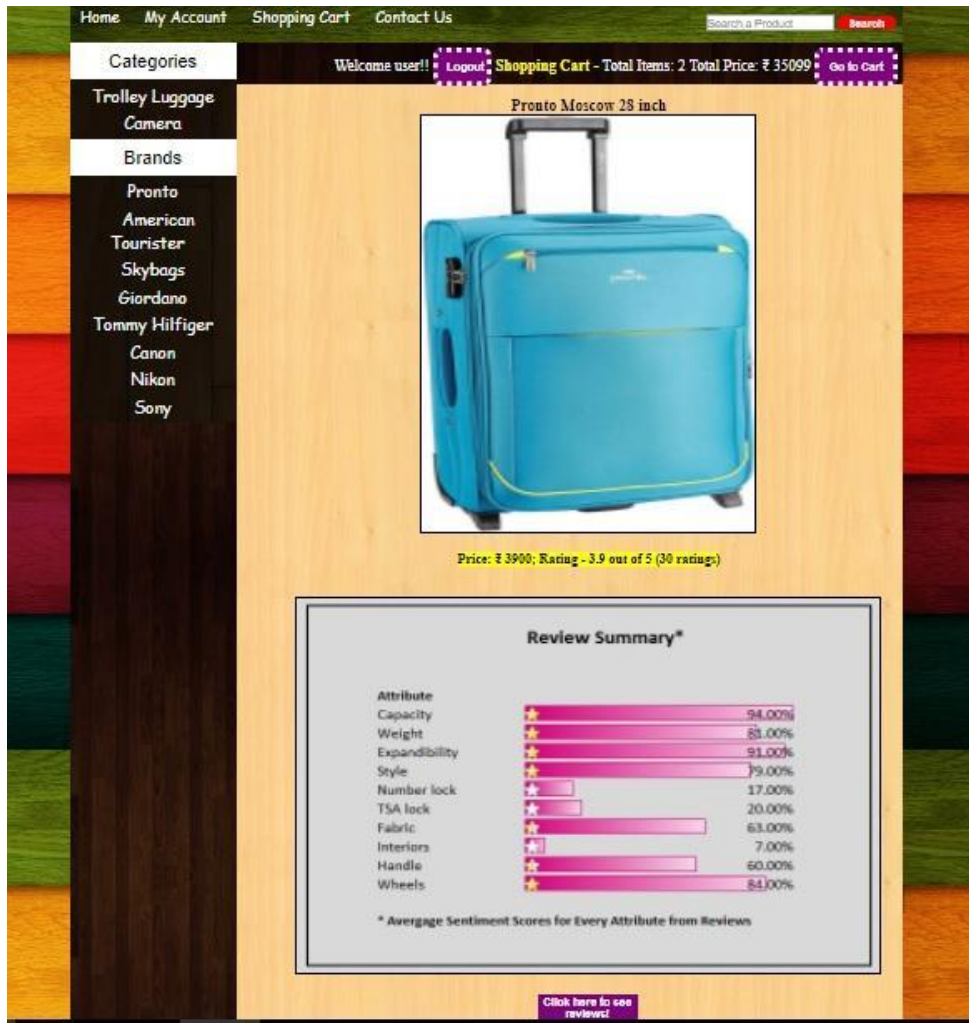 Home My Account Shopping Cart Contact Us
Search a Product Search
Categories
Welcome user!! Logout Shopping Cart - Total Items: 2 Total Price: ₹ 35099 Go to Cart
Trolley Luggage
Camera
Brands
Pronto
American
Tourister
Skybags
Giordano
Tommy Hilfiger
Canon
Nikon
Sony
Pronto Moscow 28 inch
Price: ₹ 3900; Rating - 3.9 out of 5 (30 ratings)
Review Summary*
Attribute
Capacity 94.00%
Weight 81.00%
Expandibility 91.00%
Style 79.00%
Number lock 17.00%
TSA lock 20.00%
Fabric 63.00%
Interiors 7.00%
Handle 60.00%
Wheels 84.00%
* Avergage Sentiment Scores for Every Attribute from Reviews
Click here to see
reviews!